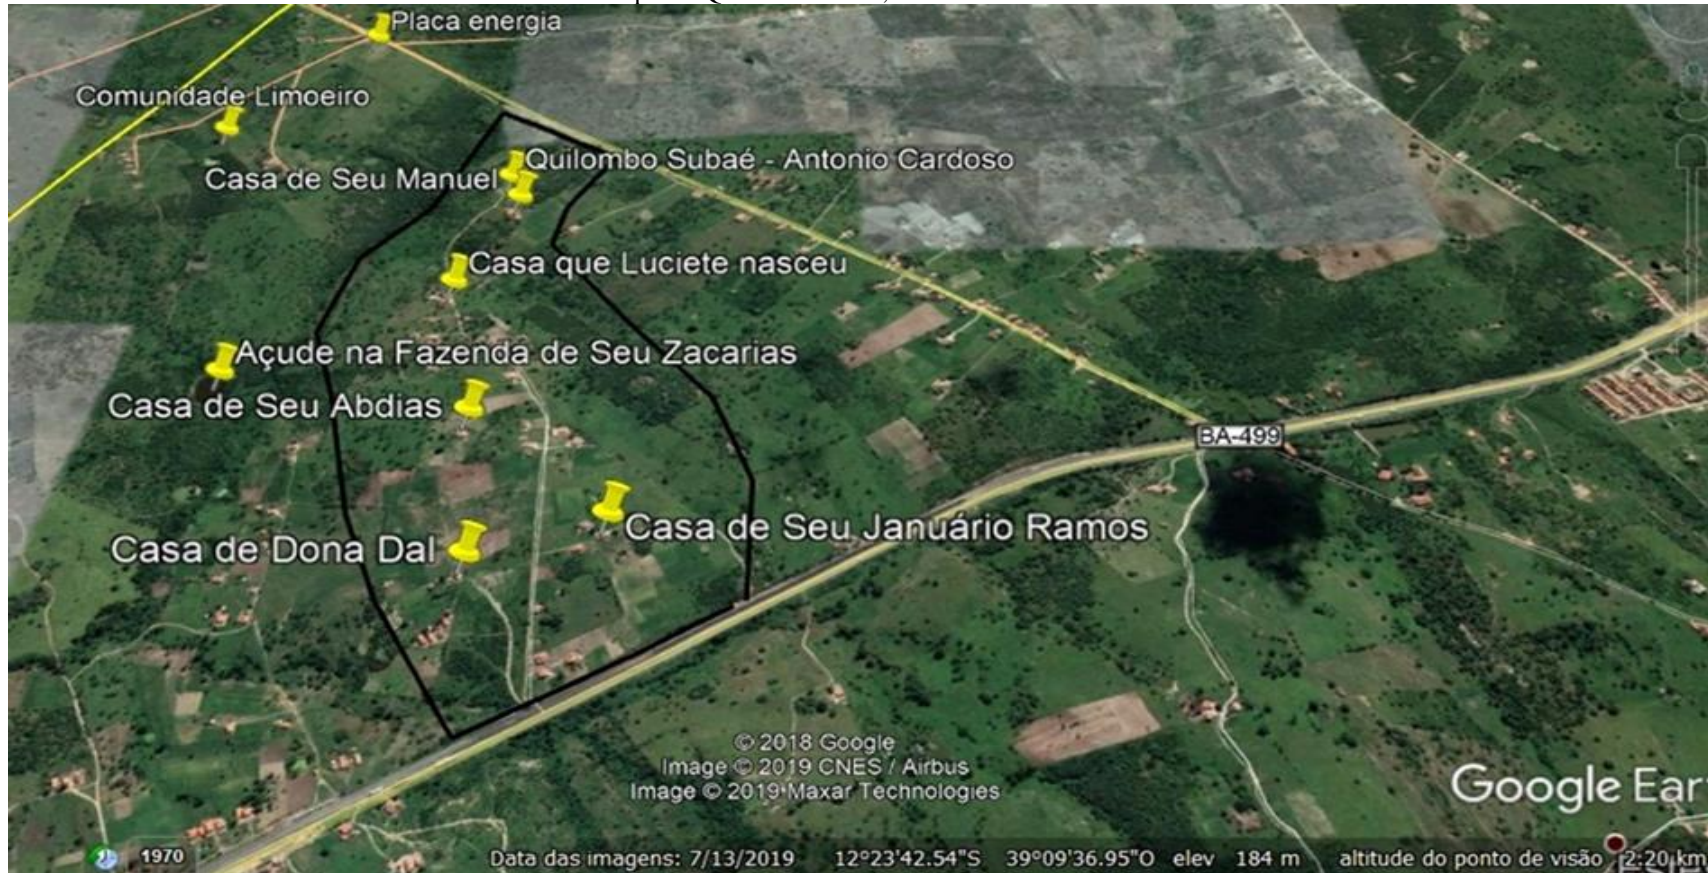 Placa energia
Comunidade Limoeiro
Quilombo Subaé - Antonio Cardoso
Casa de Seu Manuel
Casa que Luciete nasceu
Açude na Fazenda de Seu Zacarias
Casa de Seu Abdias
BA-499
Casa de Seu Januário Ramos
Casa de Dona Dal
© 2018 Google
Image © 2019 CNES / Airbus
Image © 2019 Maxar Technologies
Google Ear
1970
Data das imagens: 7/13/2019 12°23'42.54"S 39°09'36.95"O elev 184 m altitude do ponto de visão 2.20 km